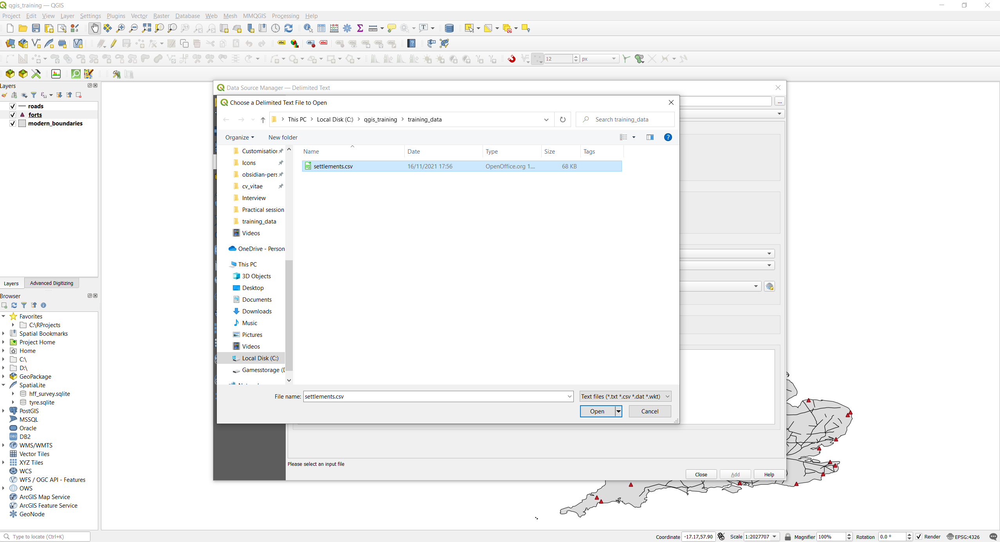 qgis_training — QGIS
Project Edit View Layer Settings Plugins Vector Raster Database Web Mesh MMQGIS Processing Help
12 px
Layers
roads
forts
modern_boundaries
Layers Advanced Digitizing
Browser
Favorites
C:\RProjects
Spatial Bookmarks
Project Home
Home
C:\
D:\
GeoPackage
SpatiaLite
hff_survey.sqlite
tyre.sqlite
PostGIS
MSSQL
Oracle
DB2
WMS/WMTS
Vector Tiles
XYZ Tiles
WCS
WFS / OGC API - Features
OWS
ArcGIS Map Service
ArcGIS Feature Service
GeoNode
Data Source Manager — Delimited Text
...
Choose a Delimited Text File to Open
This PC > Local Disk (C:) > qgis_training > training_data
Search training_data
Organize New folder
Customisation
Icons
obsidian-pers
cv_vitae
Interview
Practical session
training_data
Videos
OneDrive - Person
This PC
3D Objects
Desktop
Documents
Downloads
Music
Pictures
Videos
Local Disk (C:)
Gamesstorage (D
Name Date Type Size Tags
settlements.csv 16/11/2021 17:56 OpenOffice.org 1.... 68 KB
File name: settlements.csv Text files (*.txt *.csv *.dat *.wkt)
Open Cancel
Please select an input file
Close Add Help
Type to locate (Ctrl+K) Coordinate -17.17,57.90 Scale 1:2027707 Magnifier 100% Rotation 0.0 ° Render EPSG:4326